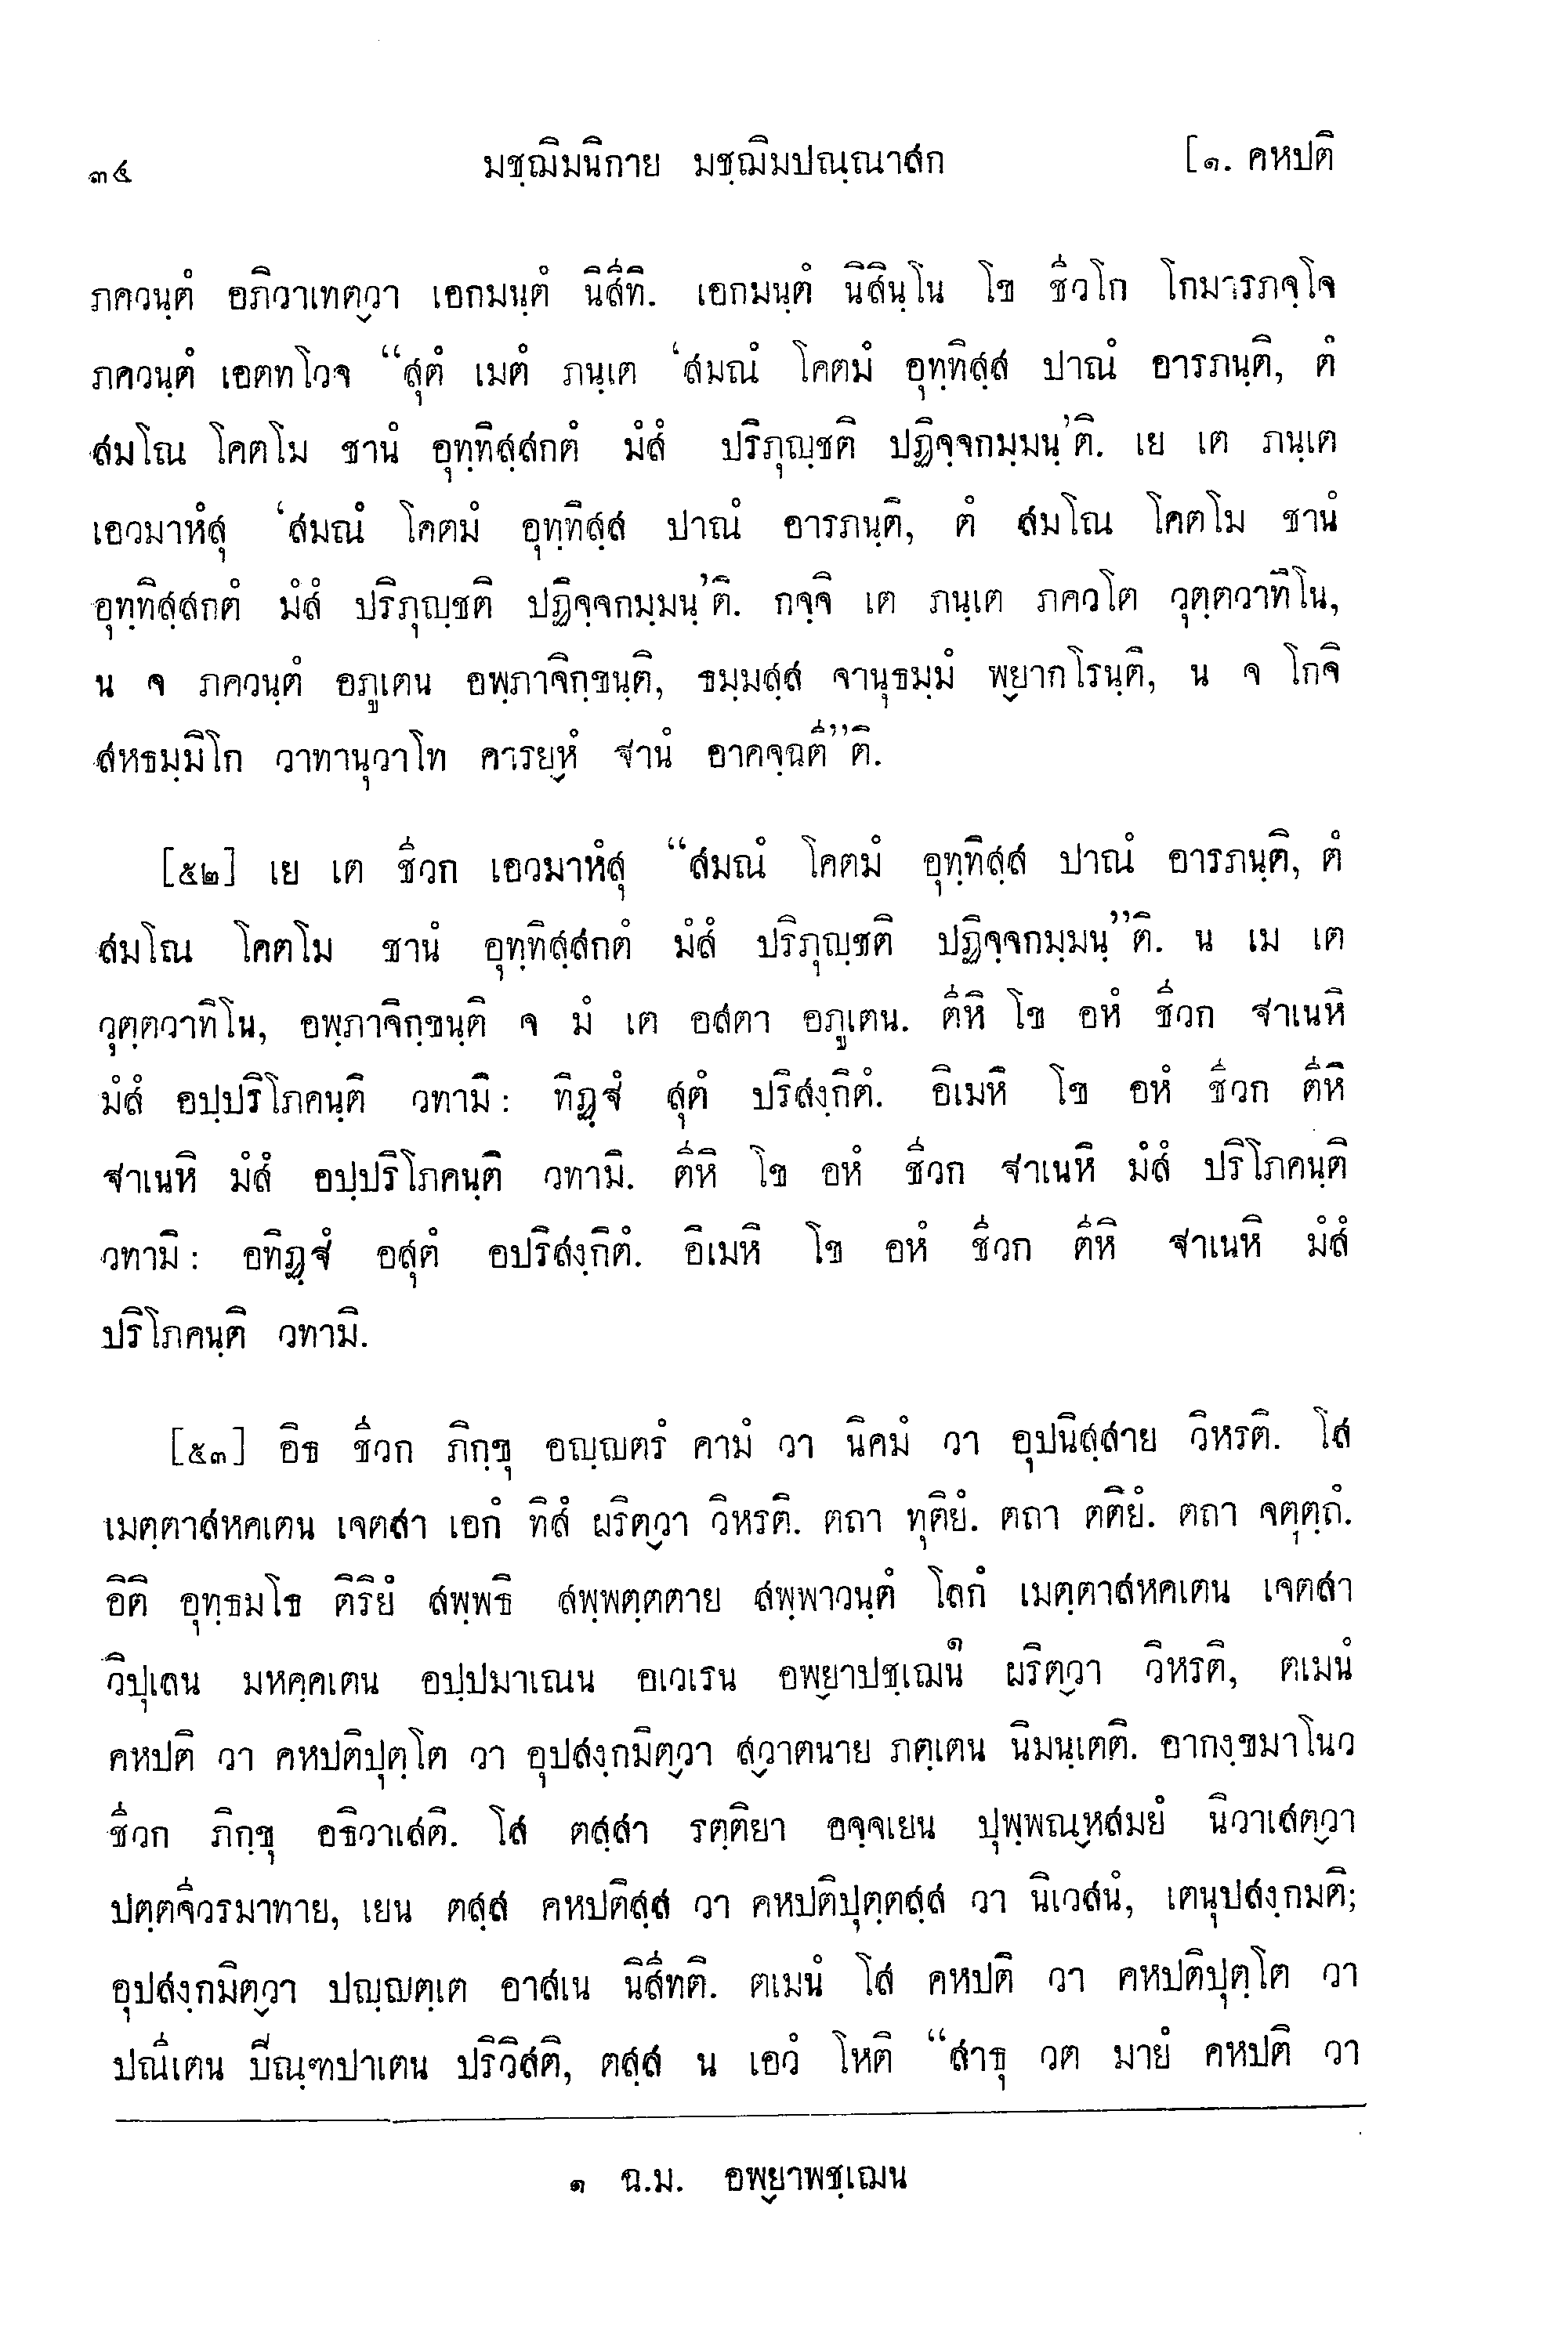 ๓๔ มชฺฌิมนิกาย มชฺฌิมปณฺณาสก [๑. คหปติ
ภควนฺตํ อภิวาเทตฺวา เอกมนฺตํ นิสีทิ. เอกมนฺตํ นิสินฺโน โข ชีวโก โกมารภจฺโจ
ภควนฺตํ เอตทโวจ “สุตํ เมตํ ภนฺเต ‘สมณํ โคตมํ อุทฺทิสฺส ปาณํ อารภนฺติ, ตํ
สมโณ โคตโม ชานํ อุทฺทิสฺสกตํ มํสํ ปริภุญฺชติ ปฏิจฺจกมฺมนฺ’ติ. เย เต ภนฺเต
เอวมาหํสุ ‘สมณํ โคตมํ อุทฺทิสฺส ปาณํ อารภนฺติ, ตํ สมโณ โคตโม ชานํ
อุทฺทิสฺสกตํ มํสํ ปริภุญฺชติ ปฏิจฺจกมฺมนฺ’ติ. กจฺจิ เต ภนฺเต ภควโต วุตฺตวาทิโน,
น จ ภควนฺตํ อภูเตน อพฺภาจิกฺขนฺติ, ธมฺมสฺส จานุธมฺมํ พฺยากโรนฺติ, น จ โกจิ
สหธมฺมิโก วาทานุวาโท คารยฺหํ ฐานํ อาคจฺฉตี”ติ.
[๕๒] เย เต ชีวก เอวมาหํสุ “สมณํ โคตมํ อุทฺทิสฺส ปาณํ อารภนฺติ, ตํ
สมโณ โคตโม ชานํ อุทฺทิสฺสกตํ มํสํ ปริภุญฺชติ ปฏิจฺจกมฺมนฺ”ติ. น เม เต
วุตฺตวาทิโน, อพฺภาจิกฺขนฺติ จ มํ เต อสตา อภูเตน. ตีหิ โข อหํ ชีวก ฐาเนหิ
มํสํ อปฺปริโภคนฺติ วทามิ: ทิฏฺฐํ สุตํ ปริสงฺกิตํ. อิเมหิ โข อหํ ชีวก ตีหิ
ฐาเนหิ มํสํ อปฺปริโภคนฺติ วทามิ. ตีหิ โข อหํ ชีวก ฐาเนหิ มํสํ ปริโภคนฺติ
วทามิ: อทิฏฺฐํ อสุตํ อปริสงฺกิตํ. อิเมหิ โข อหํ ชีวก ตีหิ ฐาเนหิ มํสํ
ปริโภคนฺติ วทามิ.
[๕๓] อิธ ชีวก ภิกฺขุ อญฺญตรํ คามํ วา นิคมํ วา อุปนิสฺสาย วิหรติ. โส
เมตฺตาสหคเตน เจตสา เอกํ ทิสํ ผริตฺวา วิหรติ. ตถา ทุติยํ. ตถา ตติยํ. ตถา จตุตฺถํ.
อิติ อุทฺธมโธ ติริยํ สพฺพธิ สพฺพตฺตตาย สพฺพาวนฺตํ โลกํ เมตฺตาสหคเตน เจตสา
วิปุเลน มหคฺคเตน อปฺปมาเณน อเวเรน อพฺยาปชฺเฌน๑ ผริตฺวา วิหรติ, ตเมนํ
คหปติ วา คหปติปุตฺโต วา อุปสงฺกมิตฺวา สฺวาตนาย ภตฺเตน นิมนฺเตติ. อากงฺขมาโนว
ชีวก ภิกฺขุ อธิวาเสติ. โส ตสฺสา รตฺติยา อจฺจเยน ปุพฺพณฺหสมยํ นิวาเสตฺวา
ปตฺตจีวรมาทาย, เยน ตสฺส คหปติสฺส วา คหปติปุตฺตสฺส วา นิเวสนํ, เตนุปสงฺกมติ;
อุปสงฺกมิตฺวา ปญฺญตฺเต อาสเน นิสีทติ. ตเมนํ โส คหปติ วา คหปติปุตฺโต วา
ปณีเตน ปิณฺฑปาเตน ปริวิสติ, ตสฺส น เอวํ โหติ “สาธุ วต มายํ คหปติ วา
๑ ฉ.ม. อพฺยาพชฺเฌน